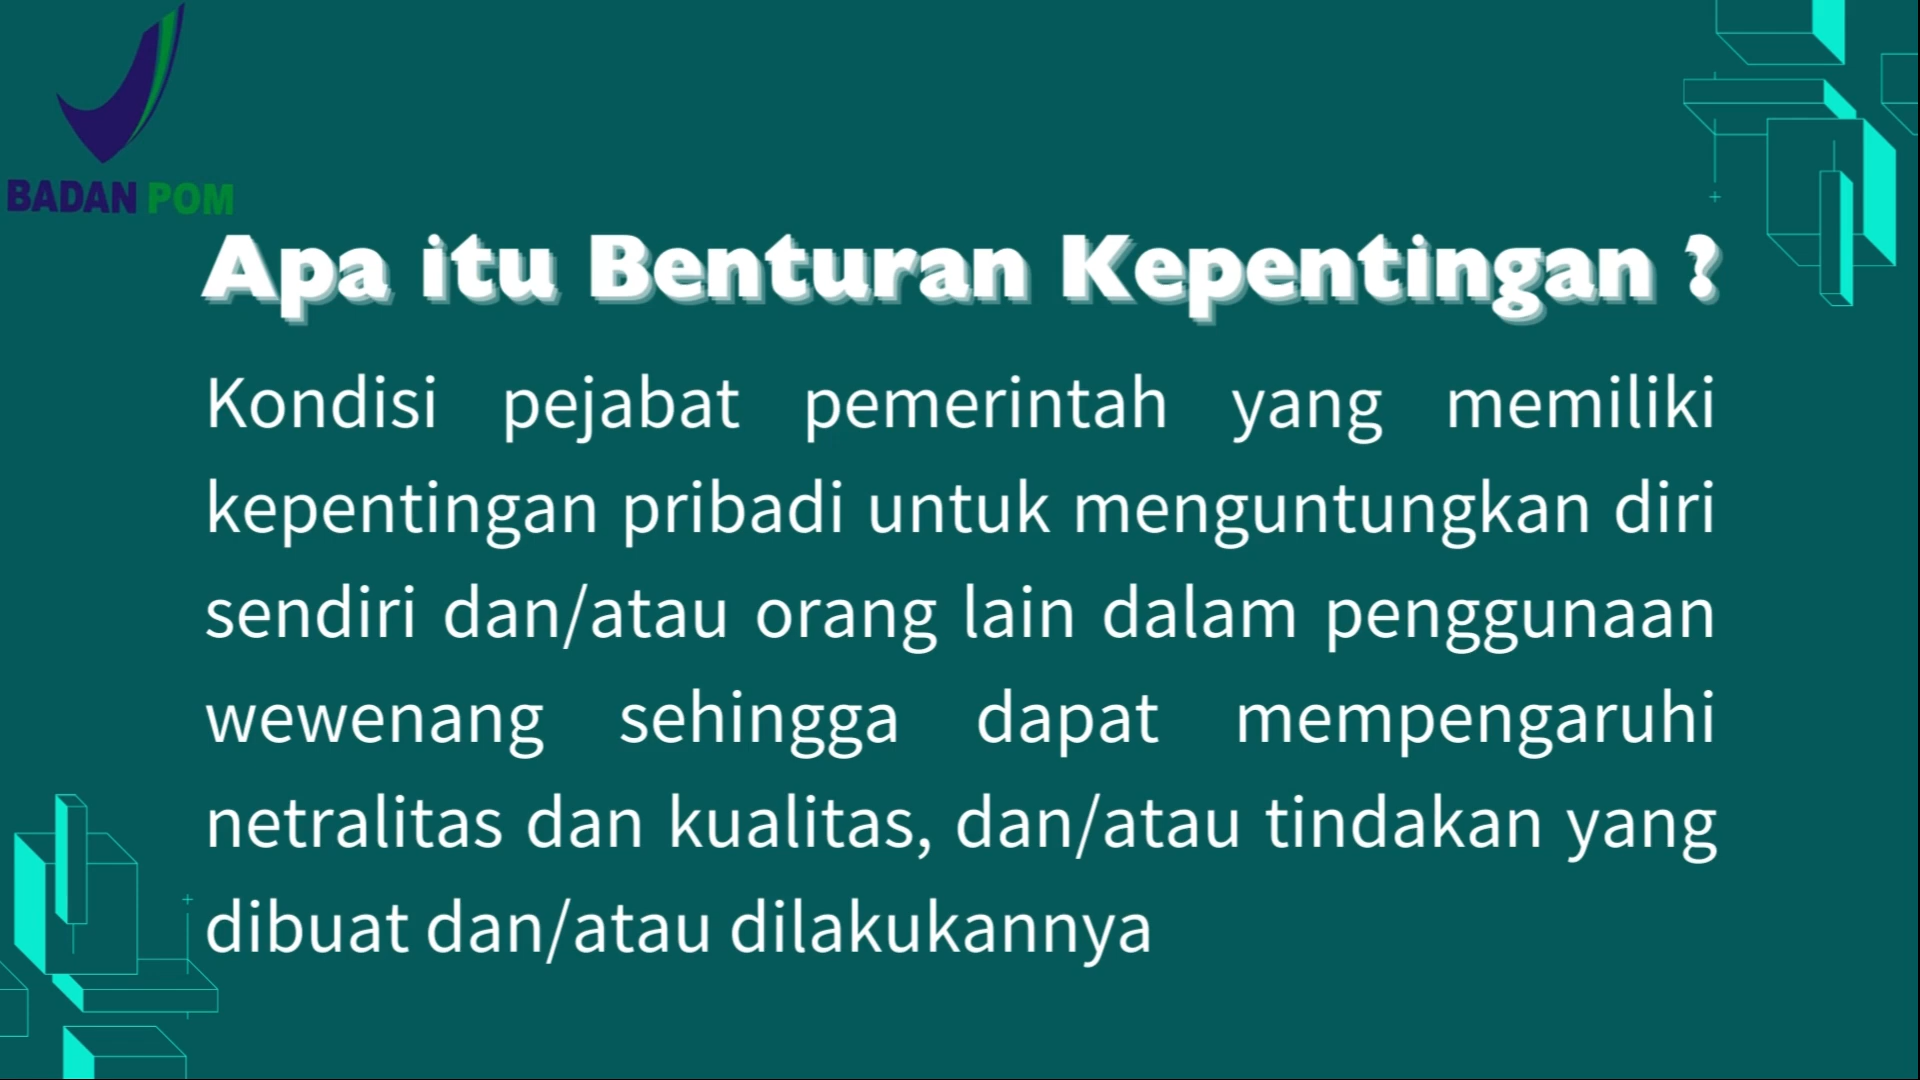 BADAN POM
Apa itu Benturan Kepentingan ?
Kondisi pejabat pemerintah yang memiliki
kepentingan pribadi untuk menguntungkan diri
sendiri dan/atau orang lain dalam penggunaan
wewenang sehingga dapat mempengaruhi
netralitas dan kualitas, dan/atau tindakan yang
dibuat dan/atau dilakukannya